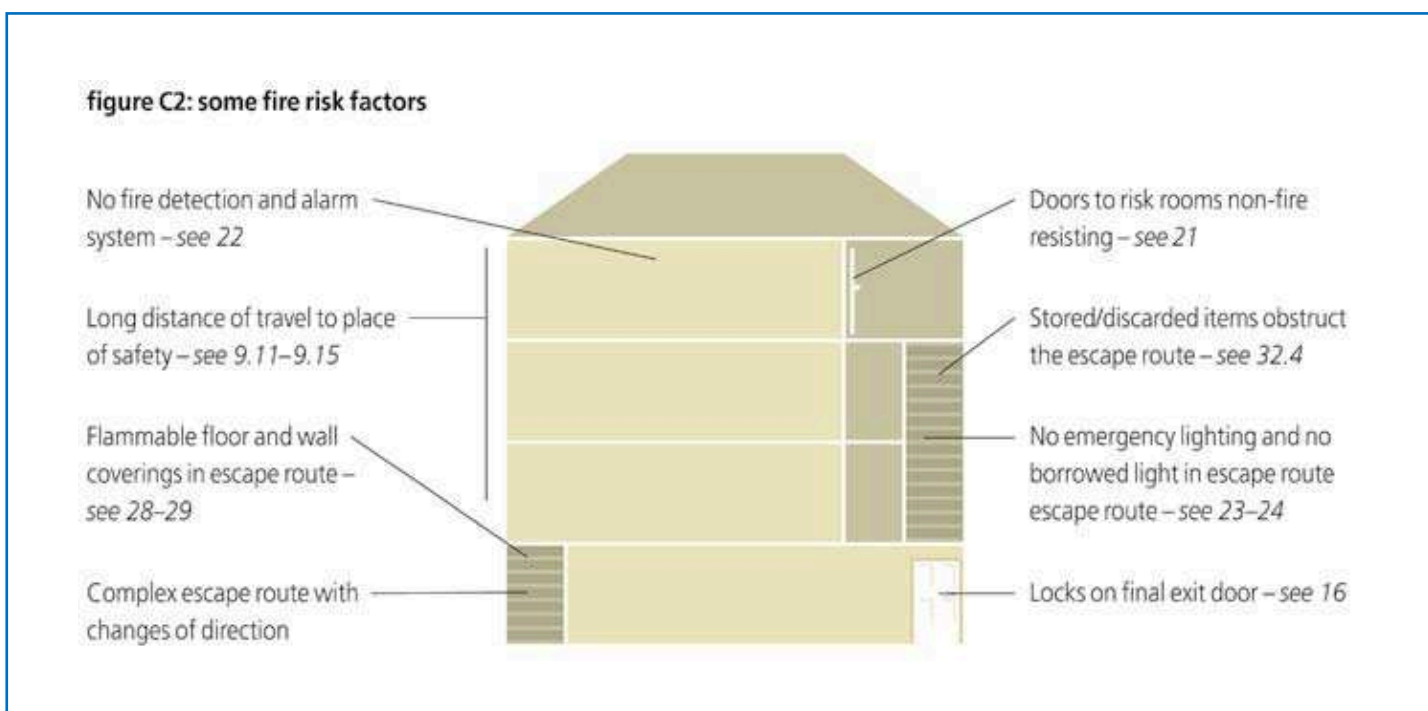 figure C2: some fire risk factors
No fire detection and alarm
system – see 22
Long distance of travel to place
of safety – see 9.11–9.15
Flammable floor and wall
coverings in escape route –
see 28–29
Complex escape route with
changes of direction
Doors to risk rooms non-fire
resisting – see 21
Stored/discarded items obstruct
the escape route – see 32.4
No emergency lighting and no
borrowed light in escape route
escape route – see 23–24
Locks on final exit door – see 16